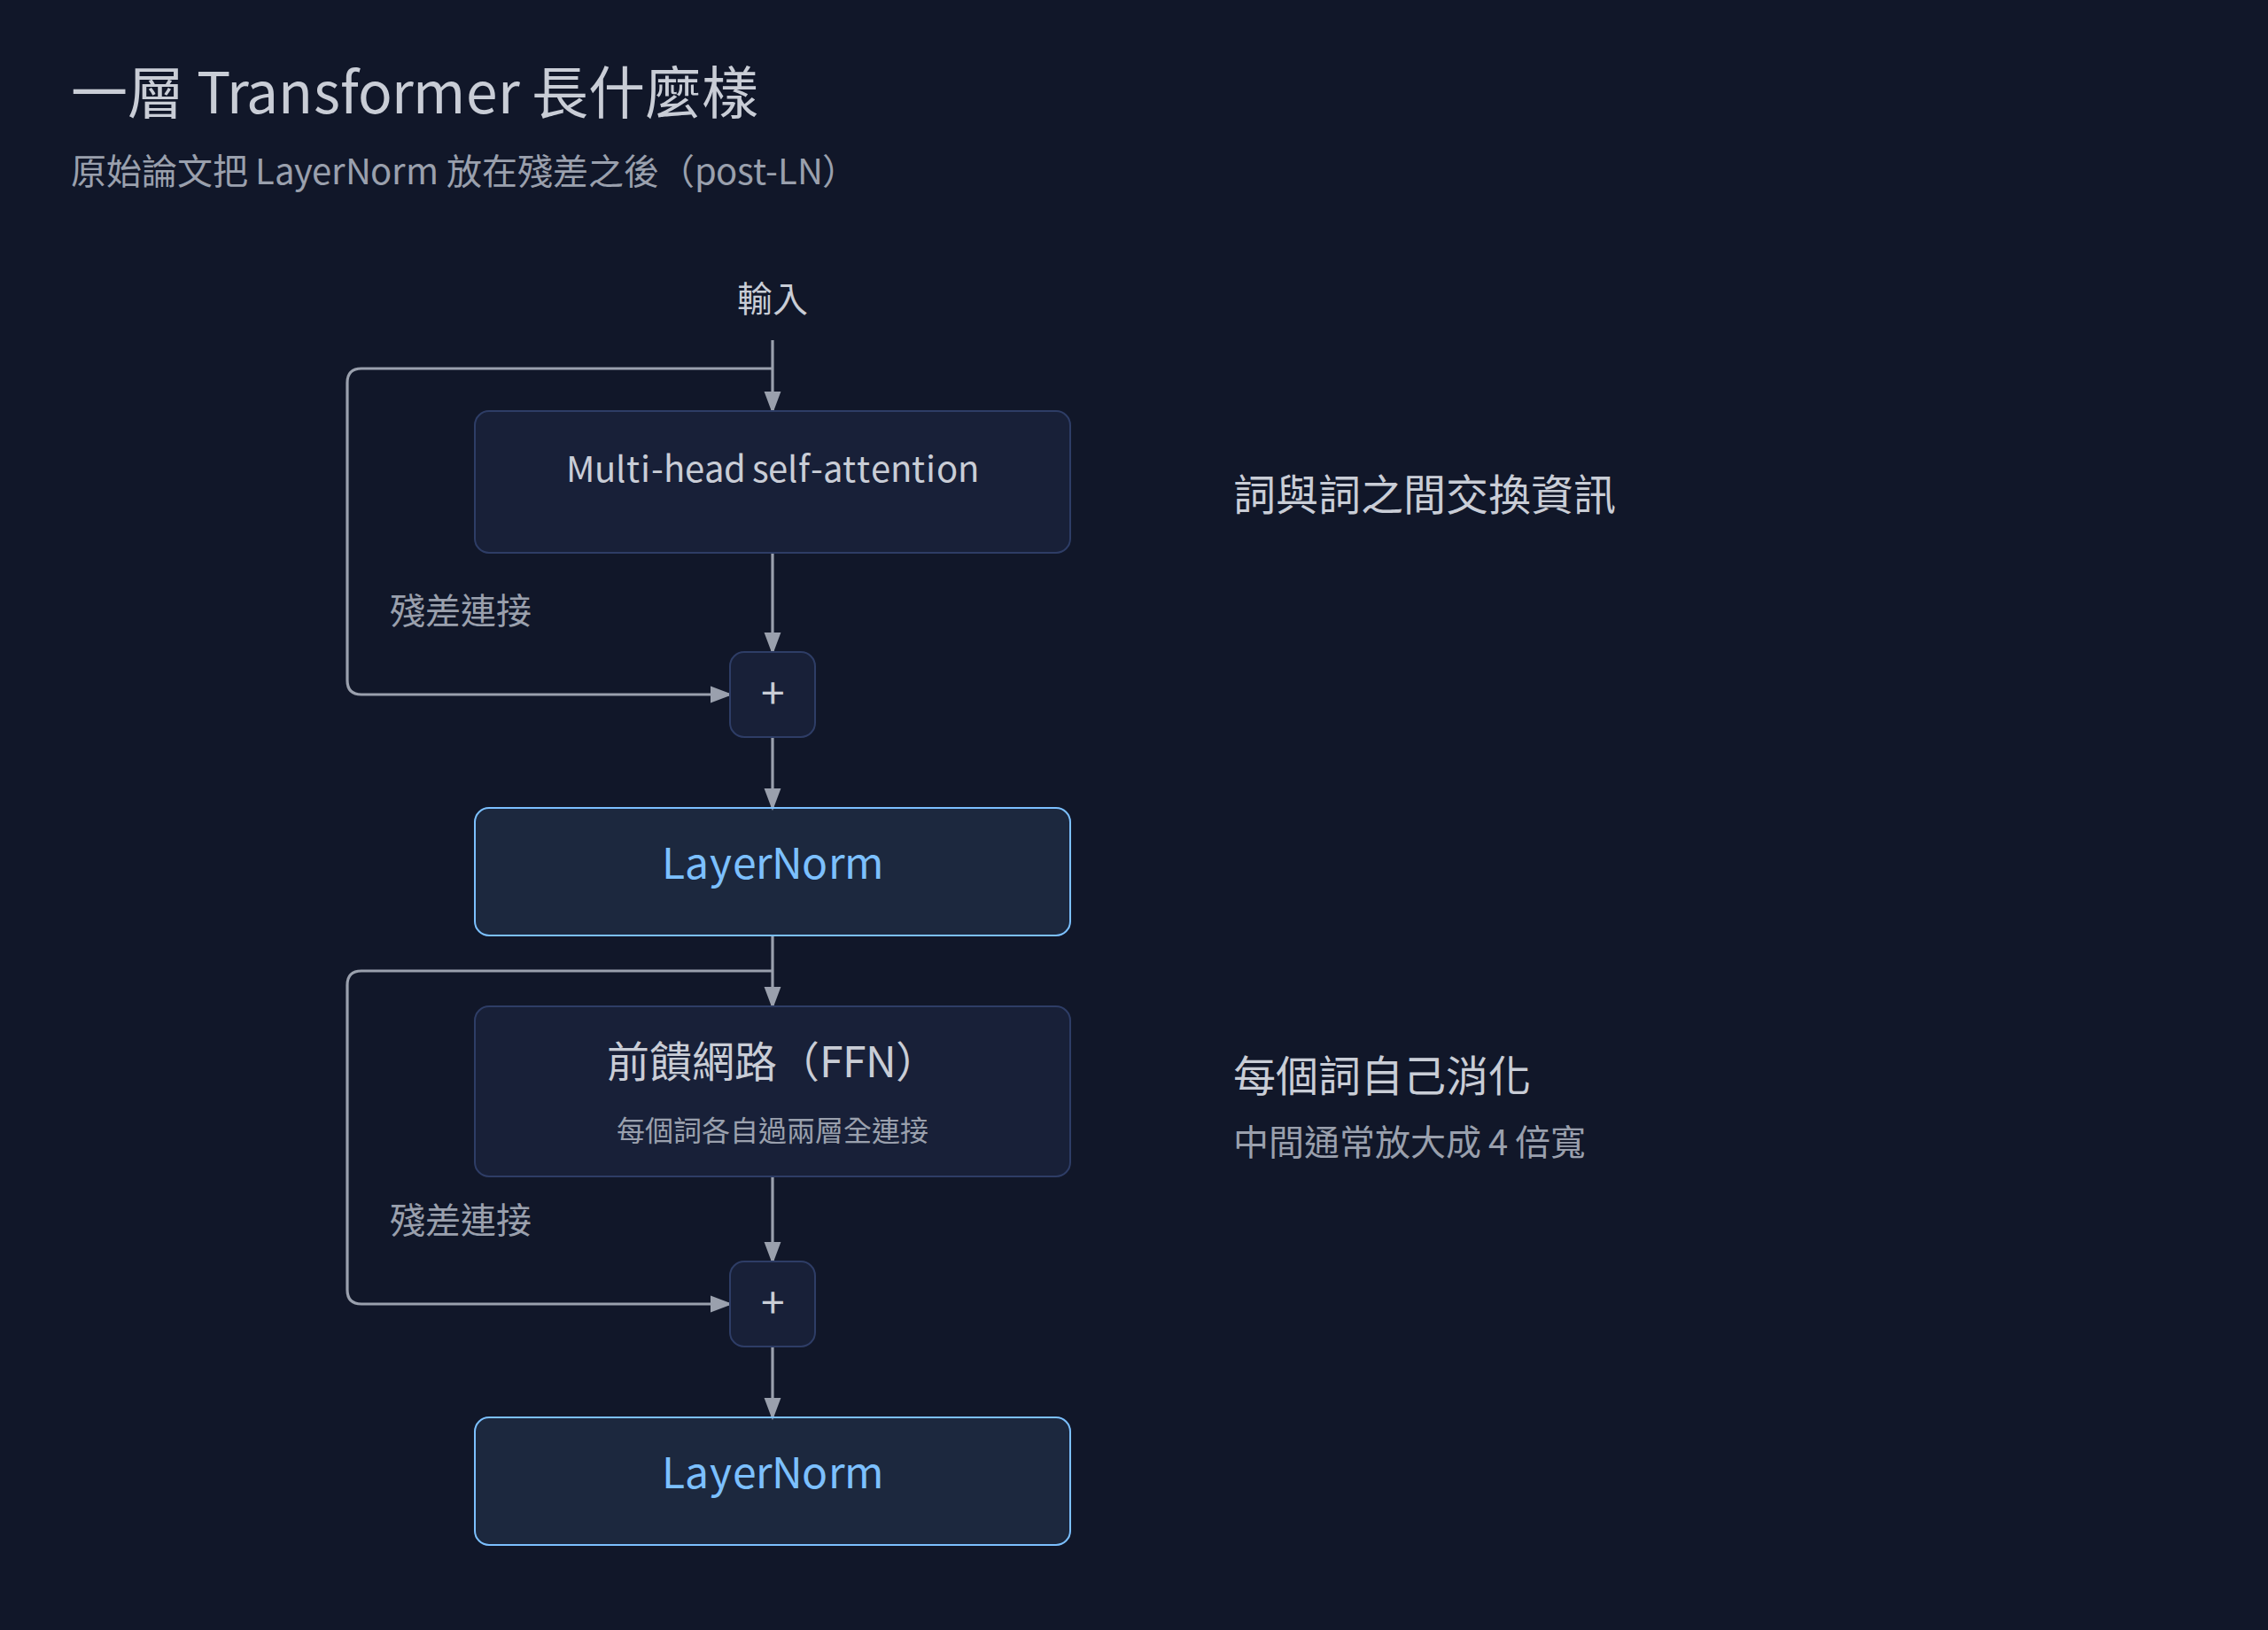 一層 Transformer 長什麼樣
原始論文把 LayerNorm 放在殘差之後（post-LN）
輸入
Multi-head self-attention
詞與詞之間交換資訊
殘差連接
+
LayerNorm
前饋網路（FFN）
每個詞各自過兩層全連接
每個詞自己消化
中間通常放大成 4 倍寬
殘差連接
+
LayerNorm